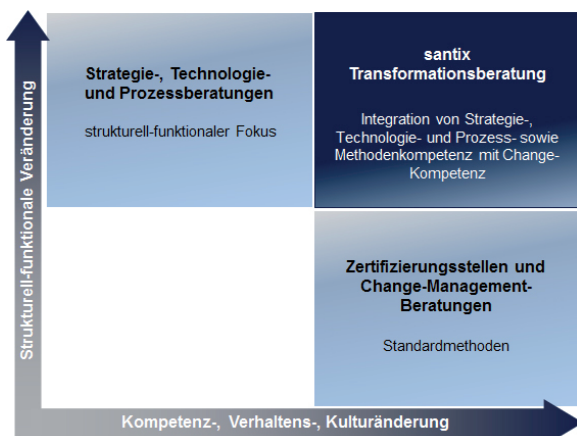 Strukturell-funktionale Veränderung
Strategie-, Technologie-
und Prozessberatungen
strukturell-funktionaler Fokus
santix
Transformationsberatung
Integration von Strategie-,
Technologie- und Prozess- sowie
Methodenkompetenz mit Change-
Kompetenz
Zertifizierungsstellen und
Change-Management-
Beratungen
Standardmethoden
Kompetenz-, Verhaltens-, Kulturänderung